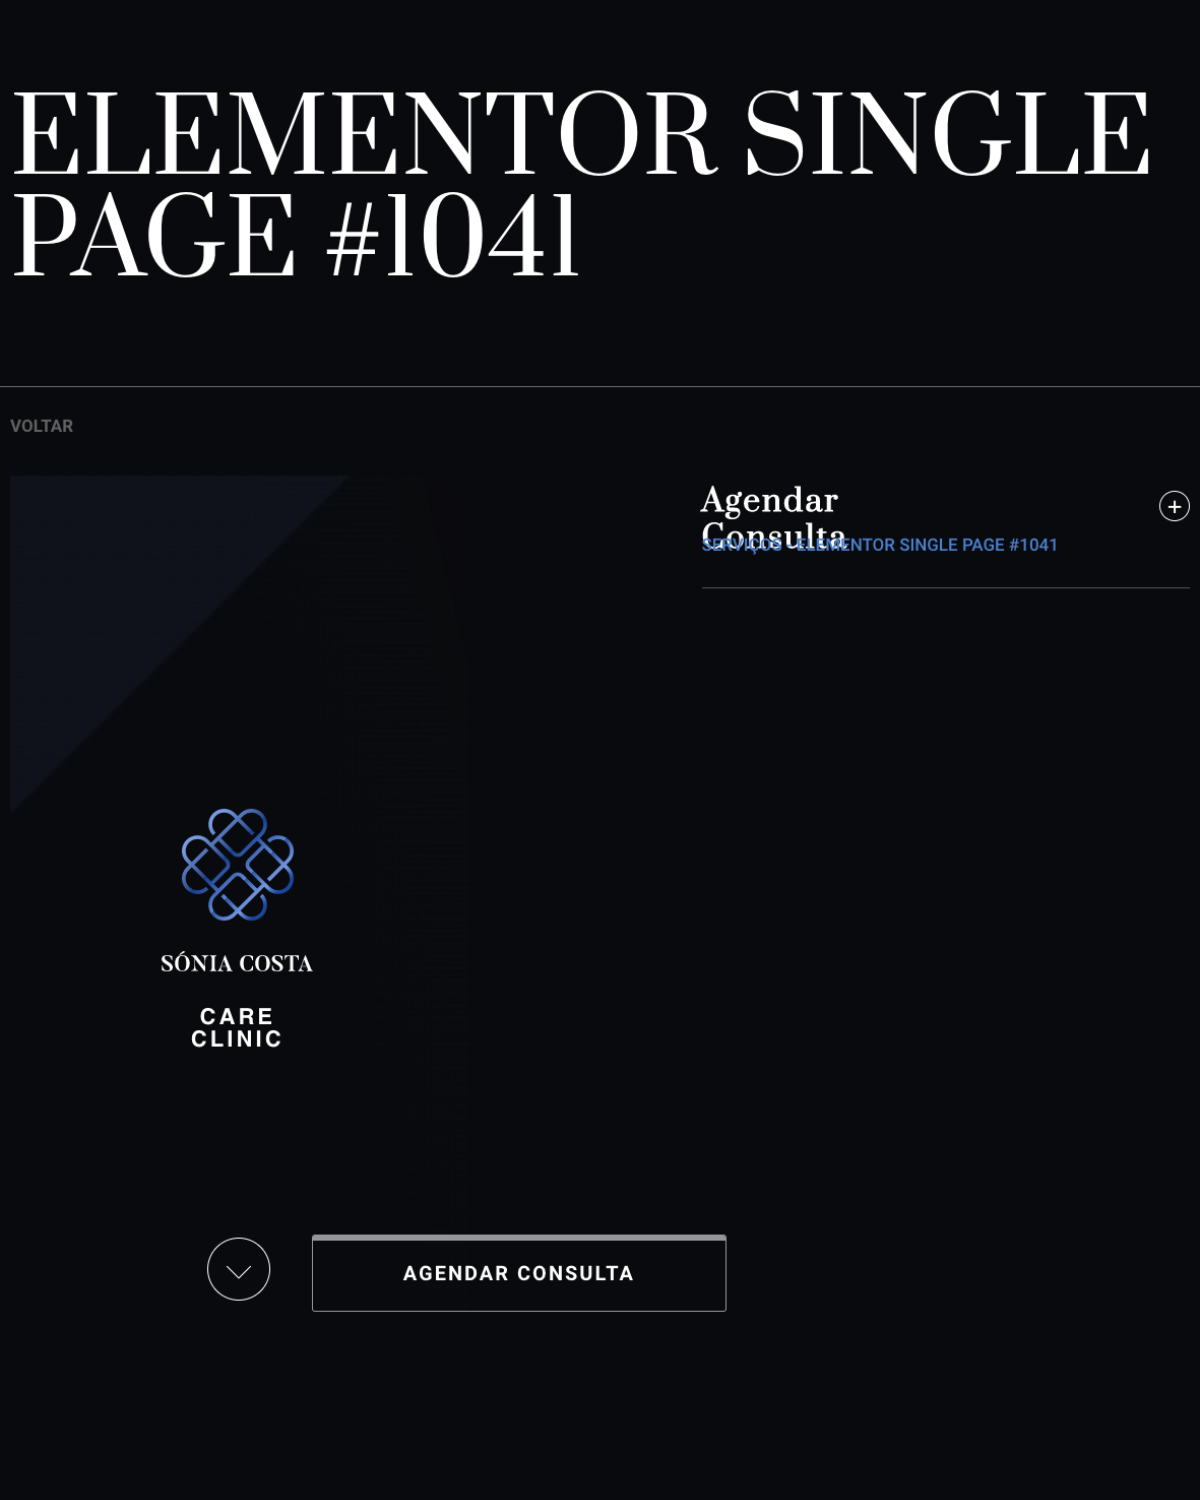 ELEMENTOR SINGLE
PAGE #1041
VOLTAR
Agendar
Consulta
SERVIÇOS - ELEMENTOR SINGLE PAGE #1041
SÓNIA COSTA
CARE
CLINIC
AGENDAR CONSULTA